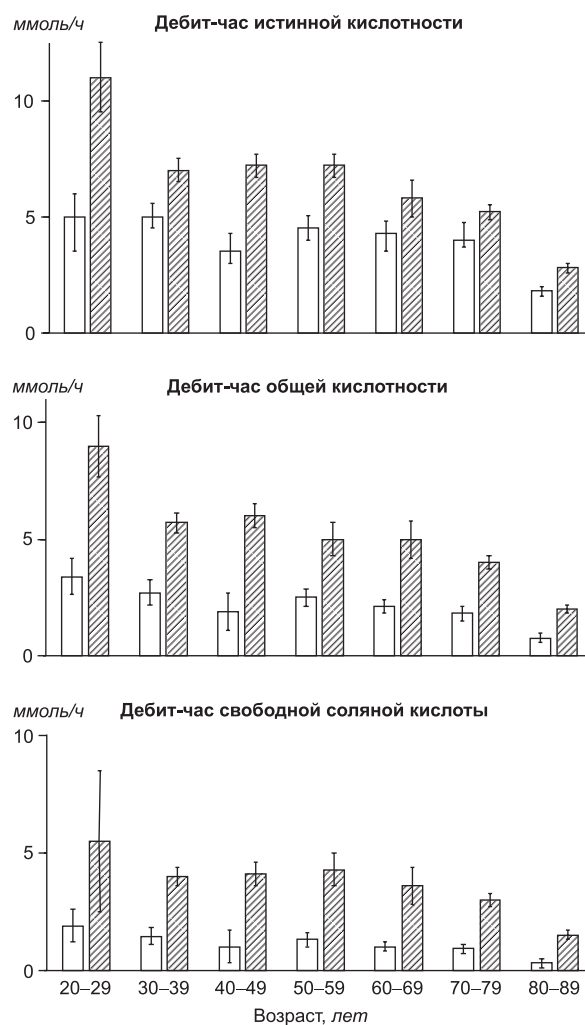 ммоль/ч Дебит-час истинной кислотности
10
5
0
ммоль/ч Дебит-час общей кислотности
10
5
0
ммоль/ч Дебит-час свободной соляной кислоты
10
5
0
20–29 30–39 40–49 50–59 60–69 70–79 80–89
Возраст, лет